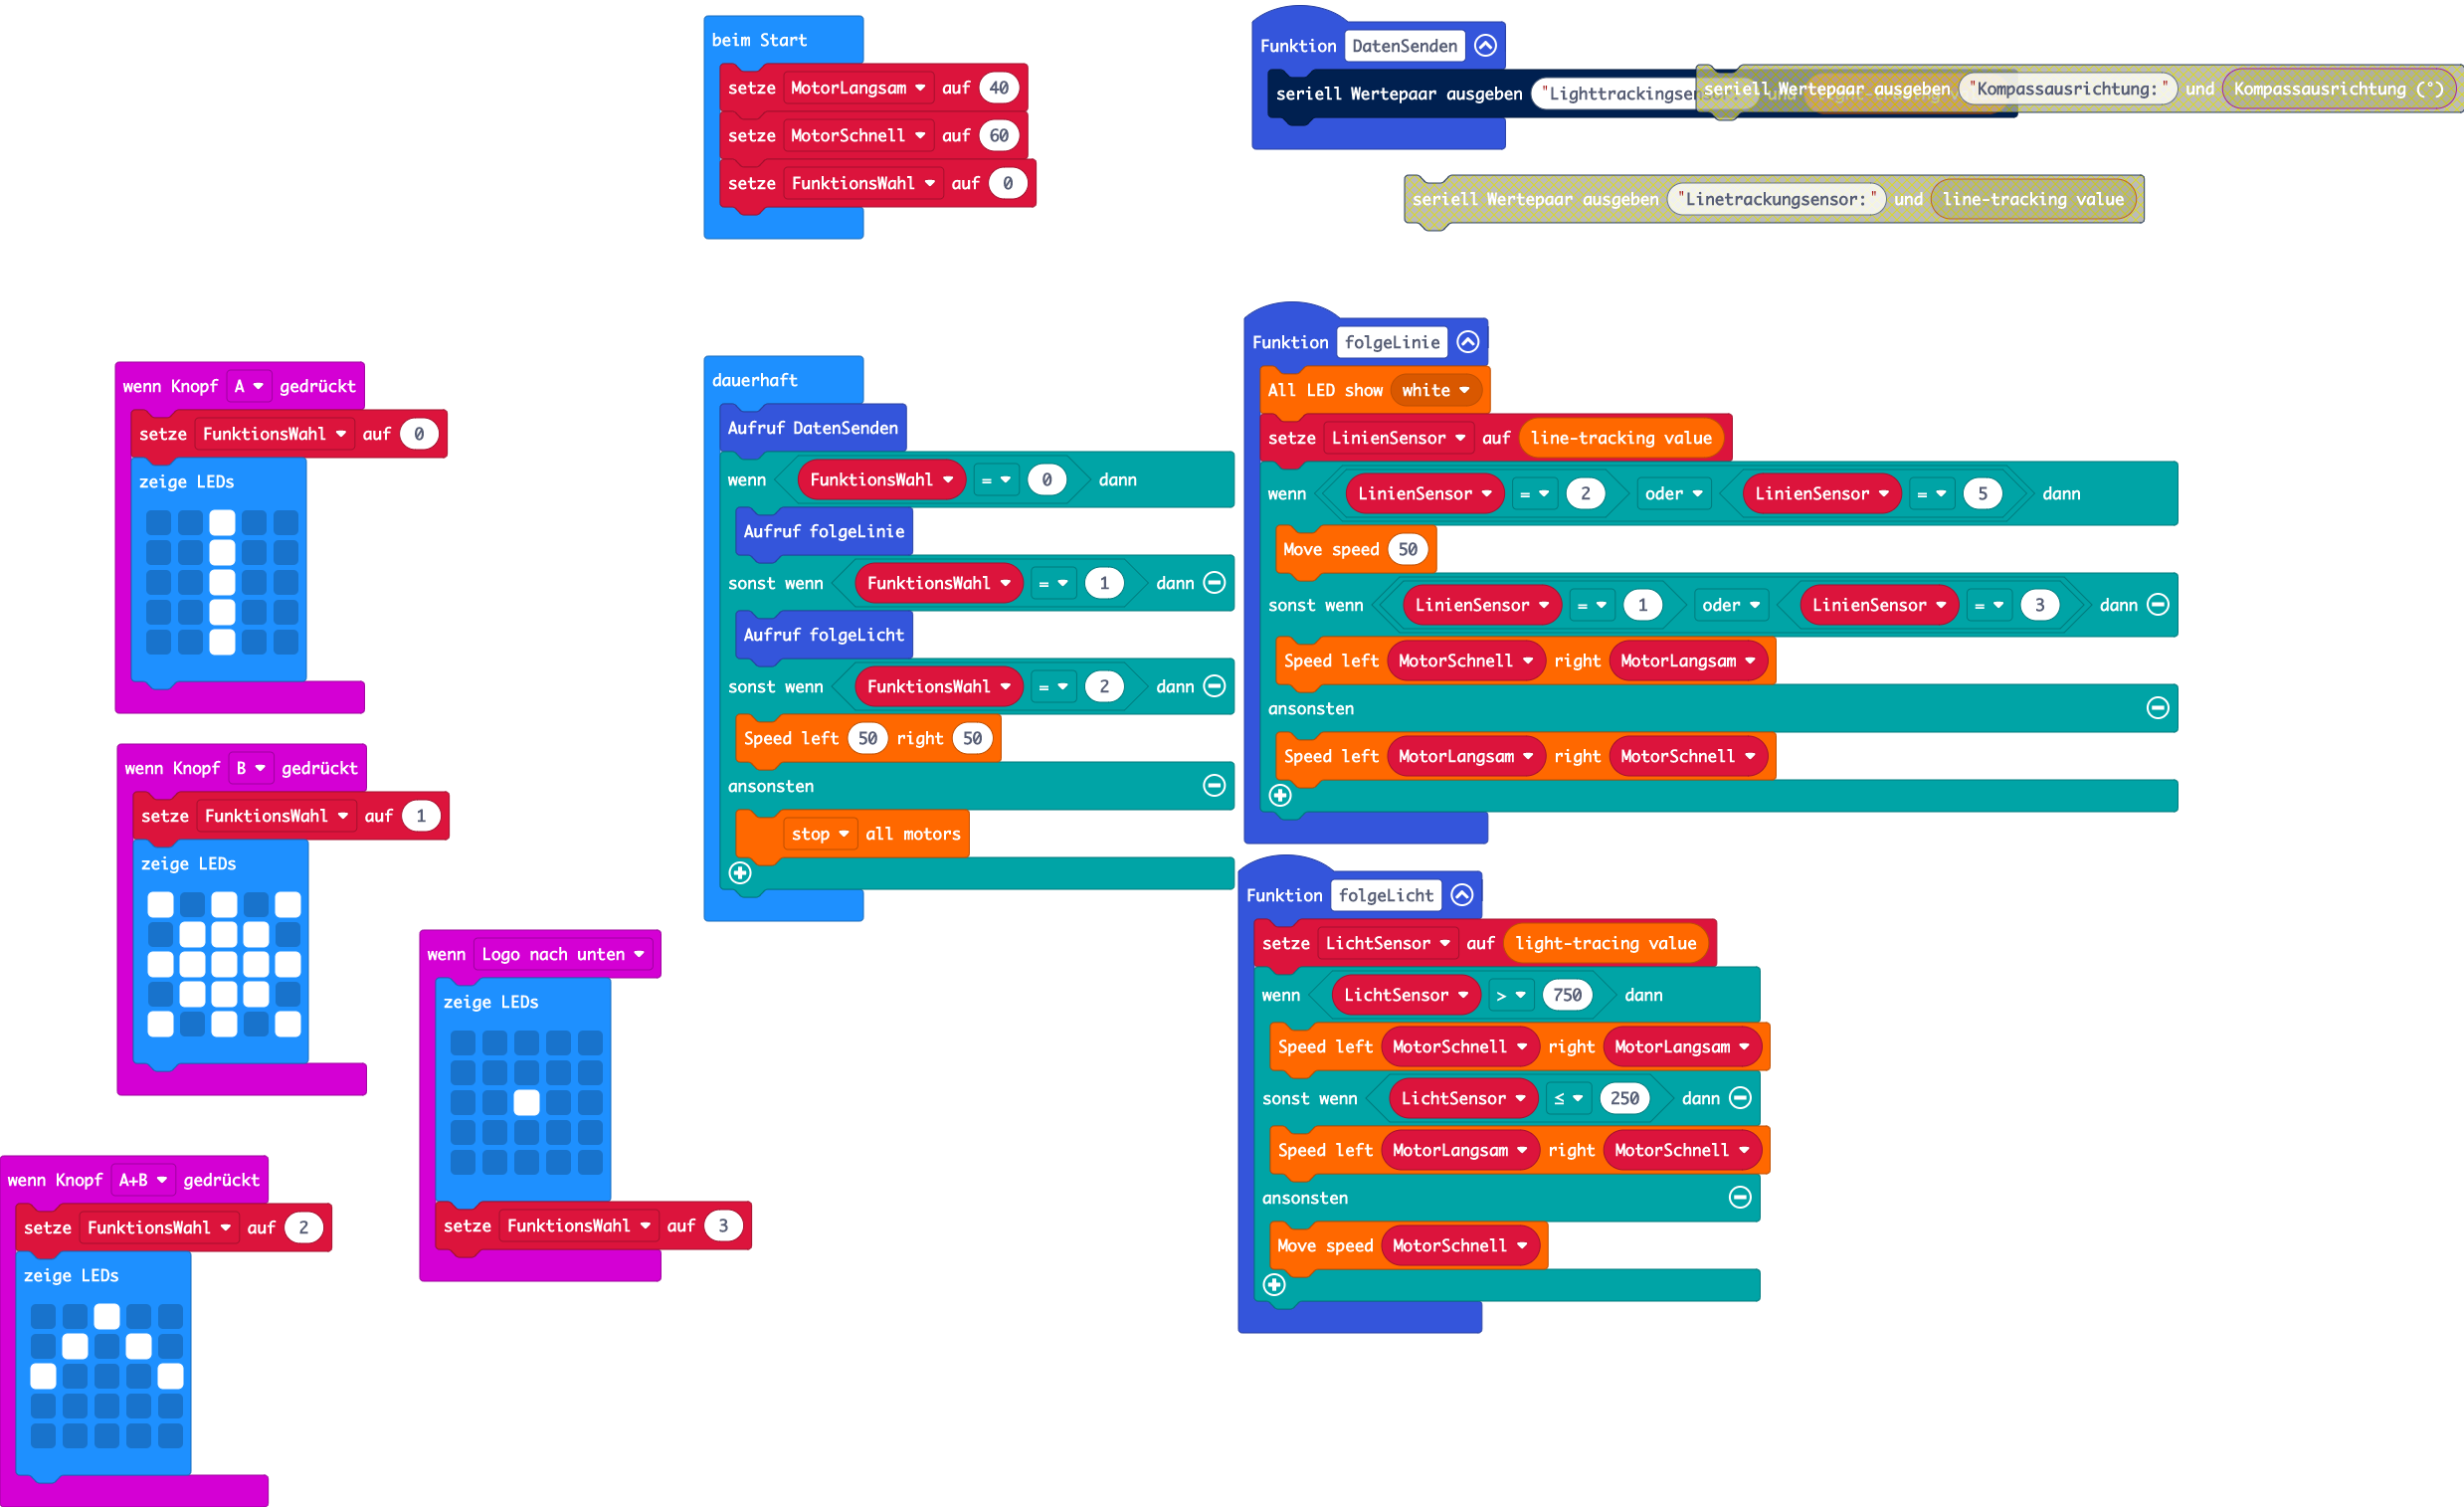 beim Start
setze MotorLangsam auf 40
setze MotorSchnell auf 60
setze FunktionsWahl auf 0
Funktion DatenSenden
seriell Wertepaar ausgeben "Lighttrackingsensor:" und light-tracing
seriell Wertepaar ausgeben "Kompassausrichtung:" und Kompassausrichtung (°)
seriell Wertepaar ausgeben "Linetrackungsensor:" und line-tracking value
wenn Knopf A gedrückt
setze FunktionsWahl auf 0
zeige LEDs
wenn Knopf B gedrückt
setze FunktionsWahl auf 1
zeige LEDs
wenn Knopf A+B gedrückt
setze FunktionsWahl auf 2
zeige LEDs
wenn Logo nach unten
zeige LEDs
setze FunktionsWahl auf 3
dauerhaft
Aufruf DatenSenden
wenn FunktionsWahl = 0 dann
Aufruf folgeLinie
sonst wenn FunktionsWahl = 1 dann
Aufruf folgeLicht
sonst wenn FunktionsWahl = 2 dann
Speed left 50 right 50
ansonsten
stop all motors
Funktion folgeLinie
All LED show white
setze LinienSensor auf line-tracking value
wenn LinienSensor = 2 oder LinienSensor = 5 dann
Move speed 50
sonst wenn LinienSensor = 1 oder LinienSensor = 3 dann
Speed left MotorSchnell right MotorLangsam
ansonsten
Speed left MotorLangsam right MotorSchnell
Funktion folgeLicht
setze LichtSensor auf light-tracing value
wenn LichtSensor > 750 dann
Speed left MotorSchnell right MotorLangsam
sonst wenn LichtSensor ≤ 250 dann
Speed left MotorLangsam right MotorSchnell
ansonsten
Move speed MotorSchnell